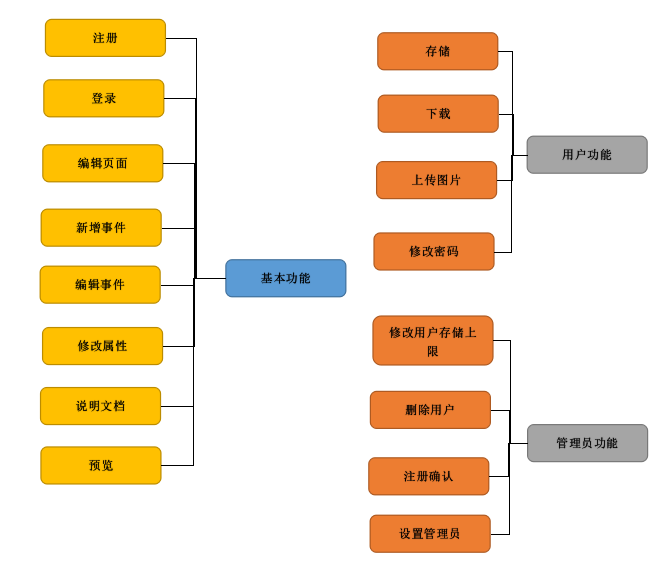 注册
登录
编辑页面
新增事件
编辑事件
修改属性
说明文档
预览
基本功能
存储
下载
上传图片
修改密码
用户功能
修改用户存储上
限
删除用户
注册确认
设置管理员
管理员功能